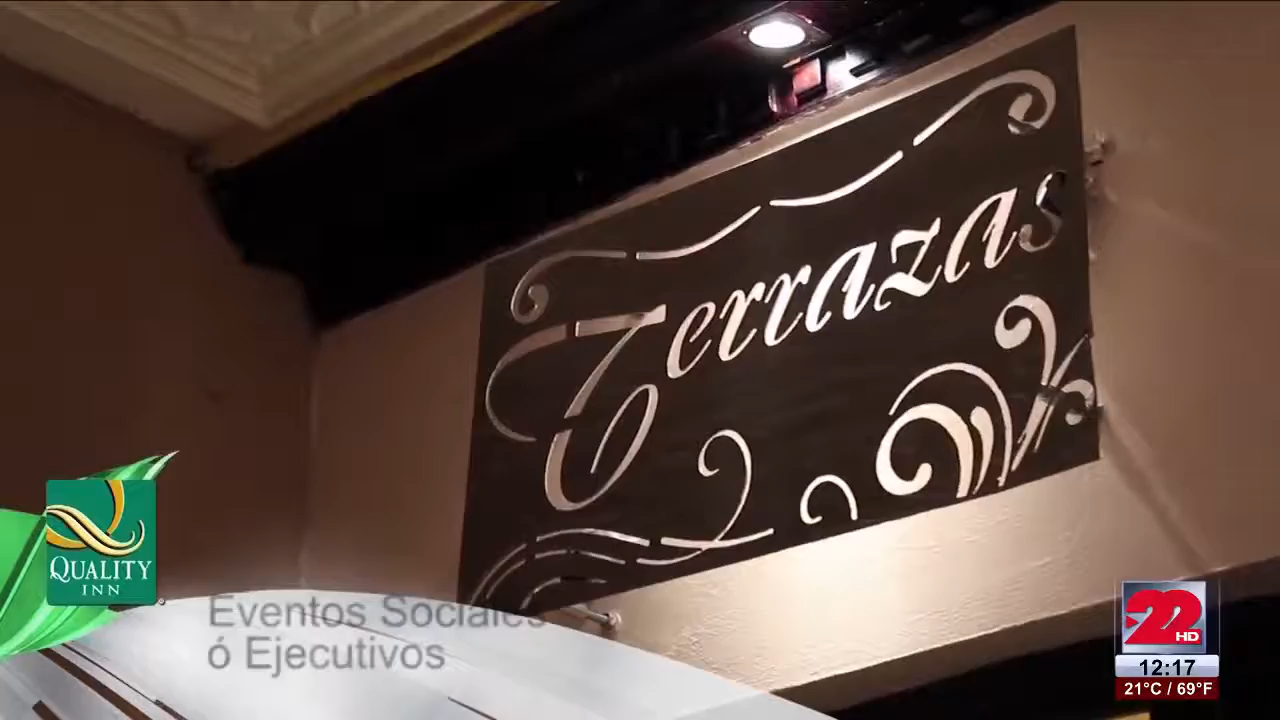 Terrazas
QUALITY
INN
Eventos Sociales
ó Ejecutivos
22
HD
12:17
21°C / 69°F